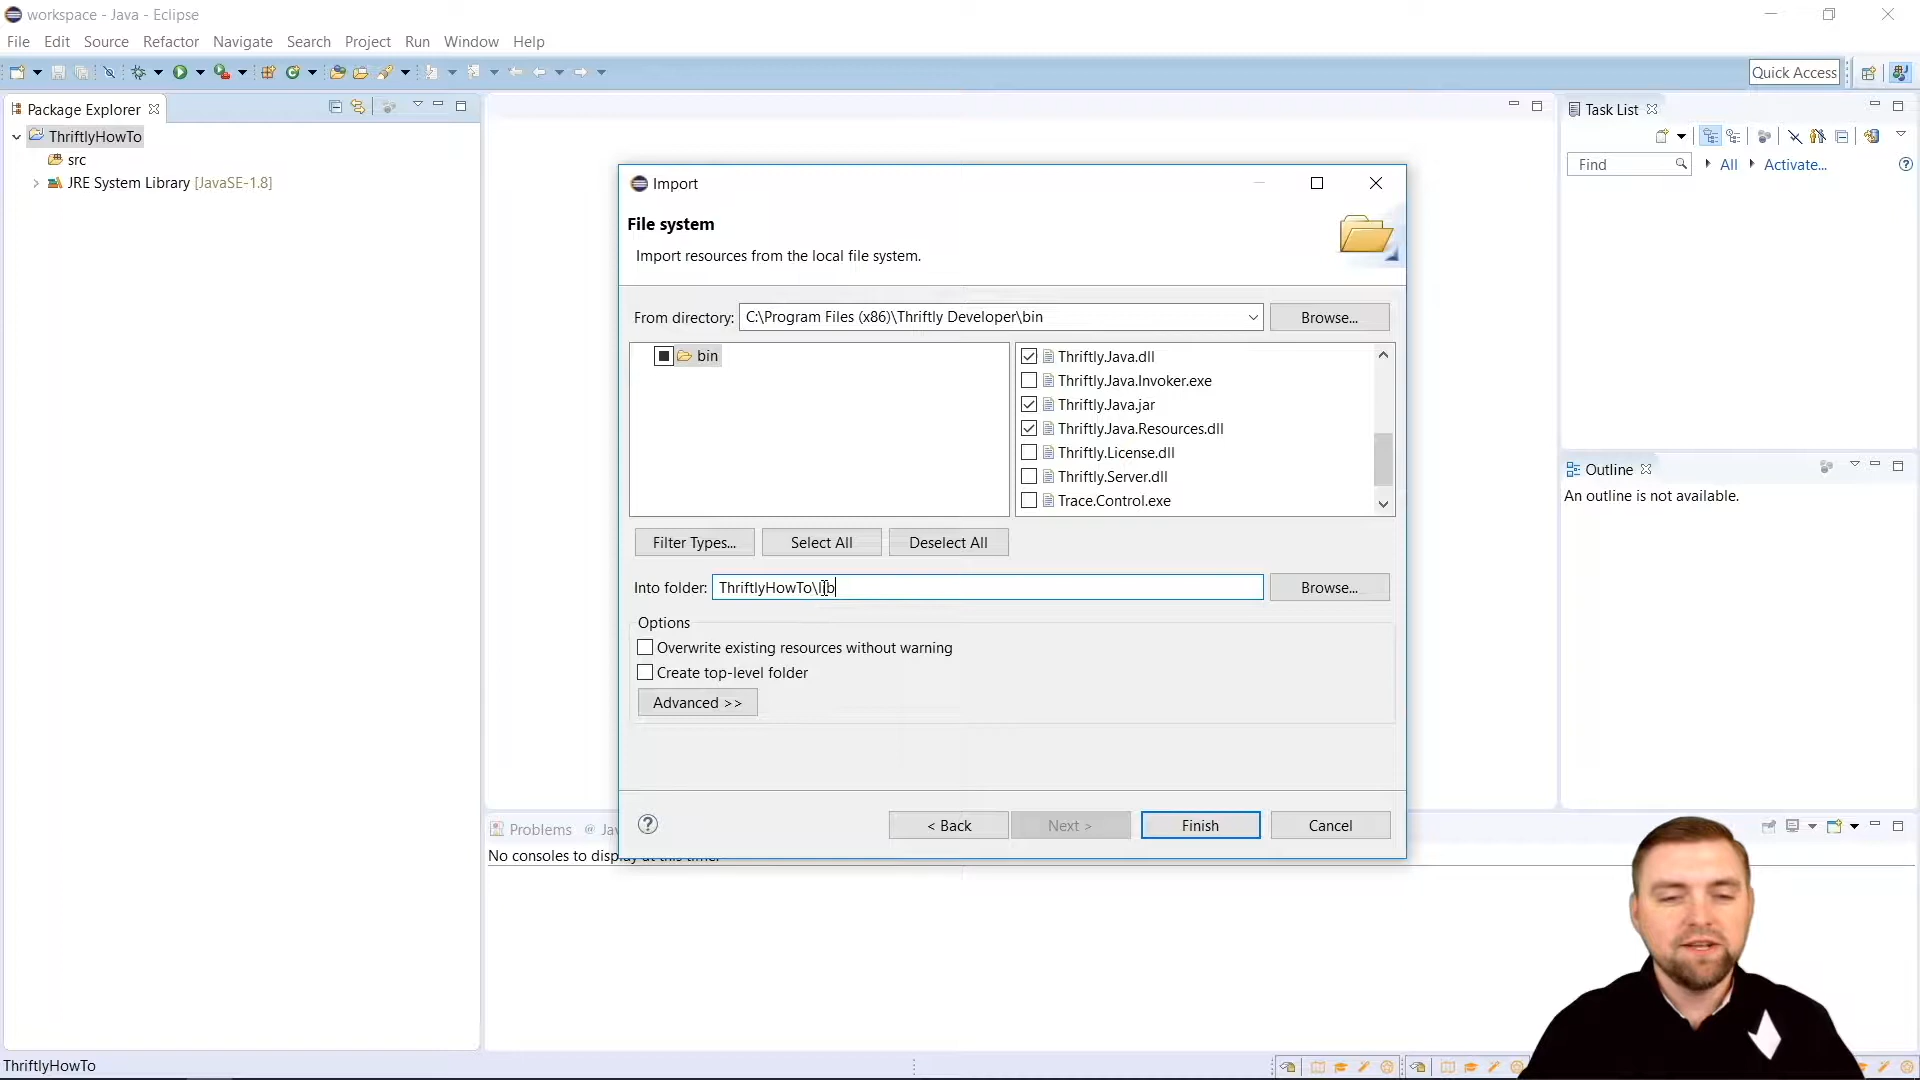 workspace - Java - Eclipse
File Edit Source Refactor Navigate Search Project Run Window Help
Quick Access
Package Explorer
ThriftlyHowTo
src
JRE System Library [JavaSE-1.8]
Import
File system
Import resources from the local file system.
From directory: C:\Program Files (x86)\Thriftly Developer\bin Browse...
bin
Thriftly.Java.dll
Thriftly.Java.Invoker.exe
Thriftly.Java.jar
Thriftly.Java.Resources.dll
Thriftly.License.dll
Thriftly.Server.dll
Trace.Control.exe
Filter Types... Select All Deselect All
Into folder: ThriftlyHowTo\lib Browse...
Options
Overwrite existing resources without warning
Create top-level folder
Advanced >>
< Back Next > Finish Cancel
Task List
Find All Activate...
Outline
An outline is not available.
Problems @ Ja
No consoles to display at this time.
ThriftlyHowTo